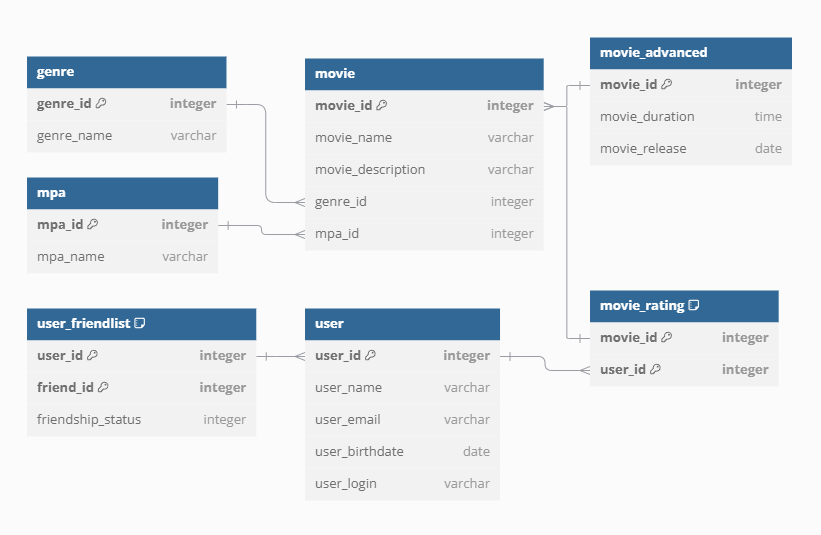 genre
genre_id integer
genre_name varchar
mpa
mpa_id integer
mpa_name varchar
user_friendlist
user_id integer
friend_id integer
friendship_status integer
movie
movie_id integer
movie_name varchar
movie_description varchar
genre_id integer
mpa_id integer
user
user_id integer
user_name varchar
user_email varchar
user_birthdate date
user_login varchar
movie_advanced
movie_id integer
movie_duration time
movie_release date
movie_rating
movie_id integer
user_id integer